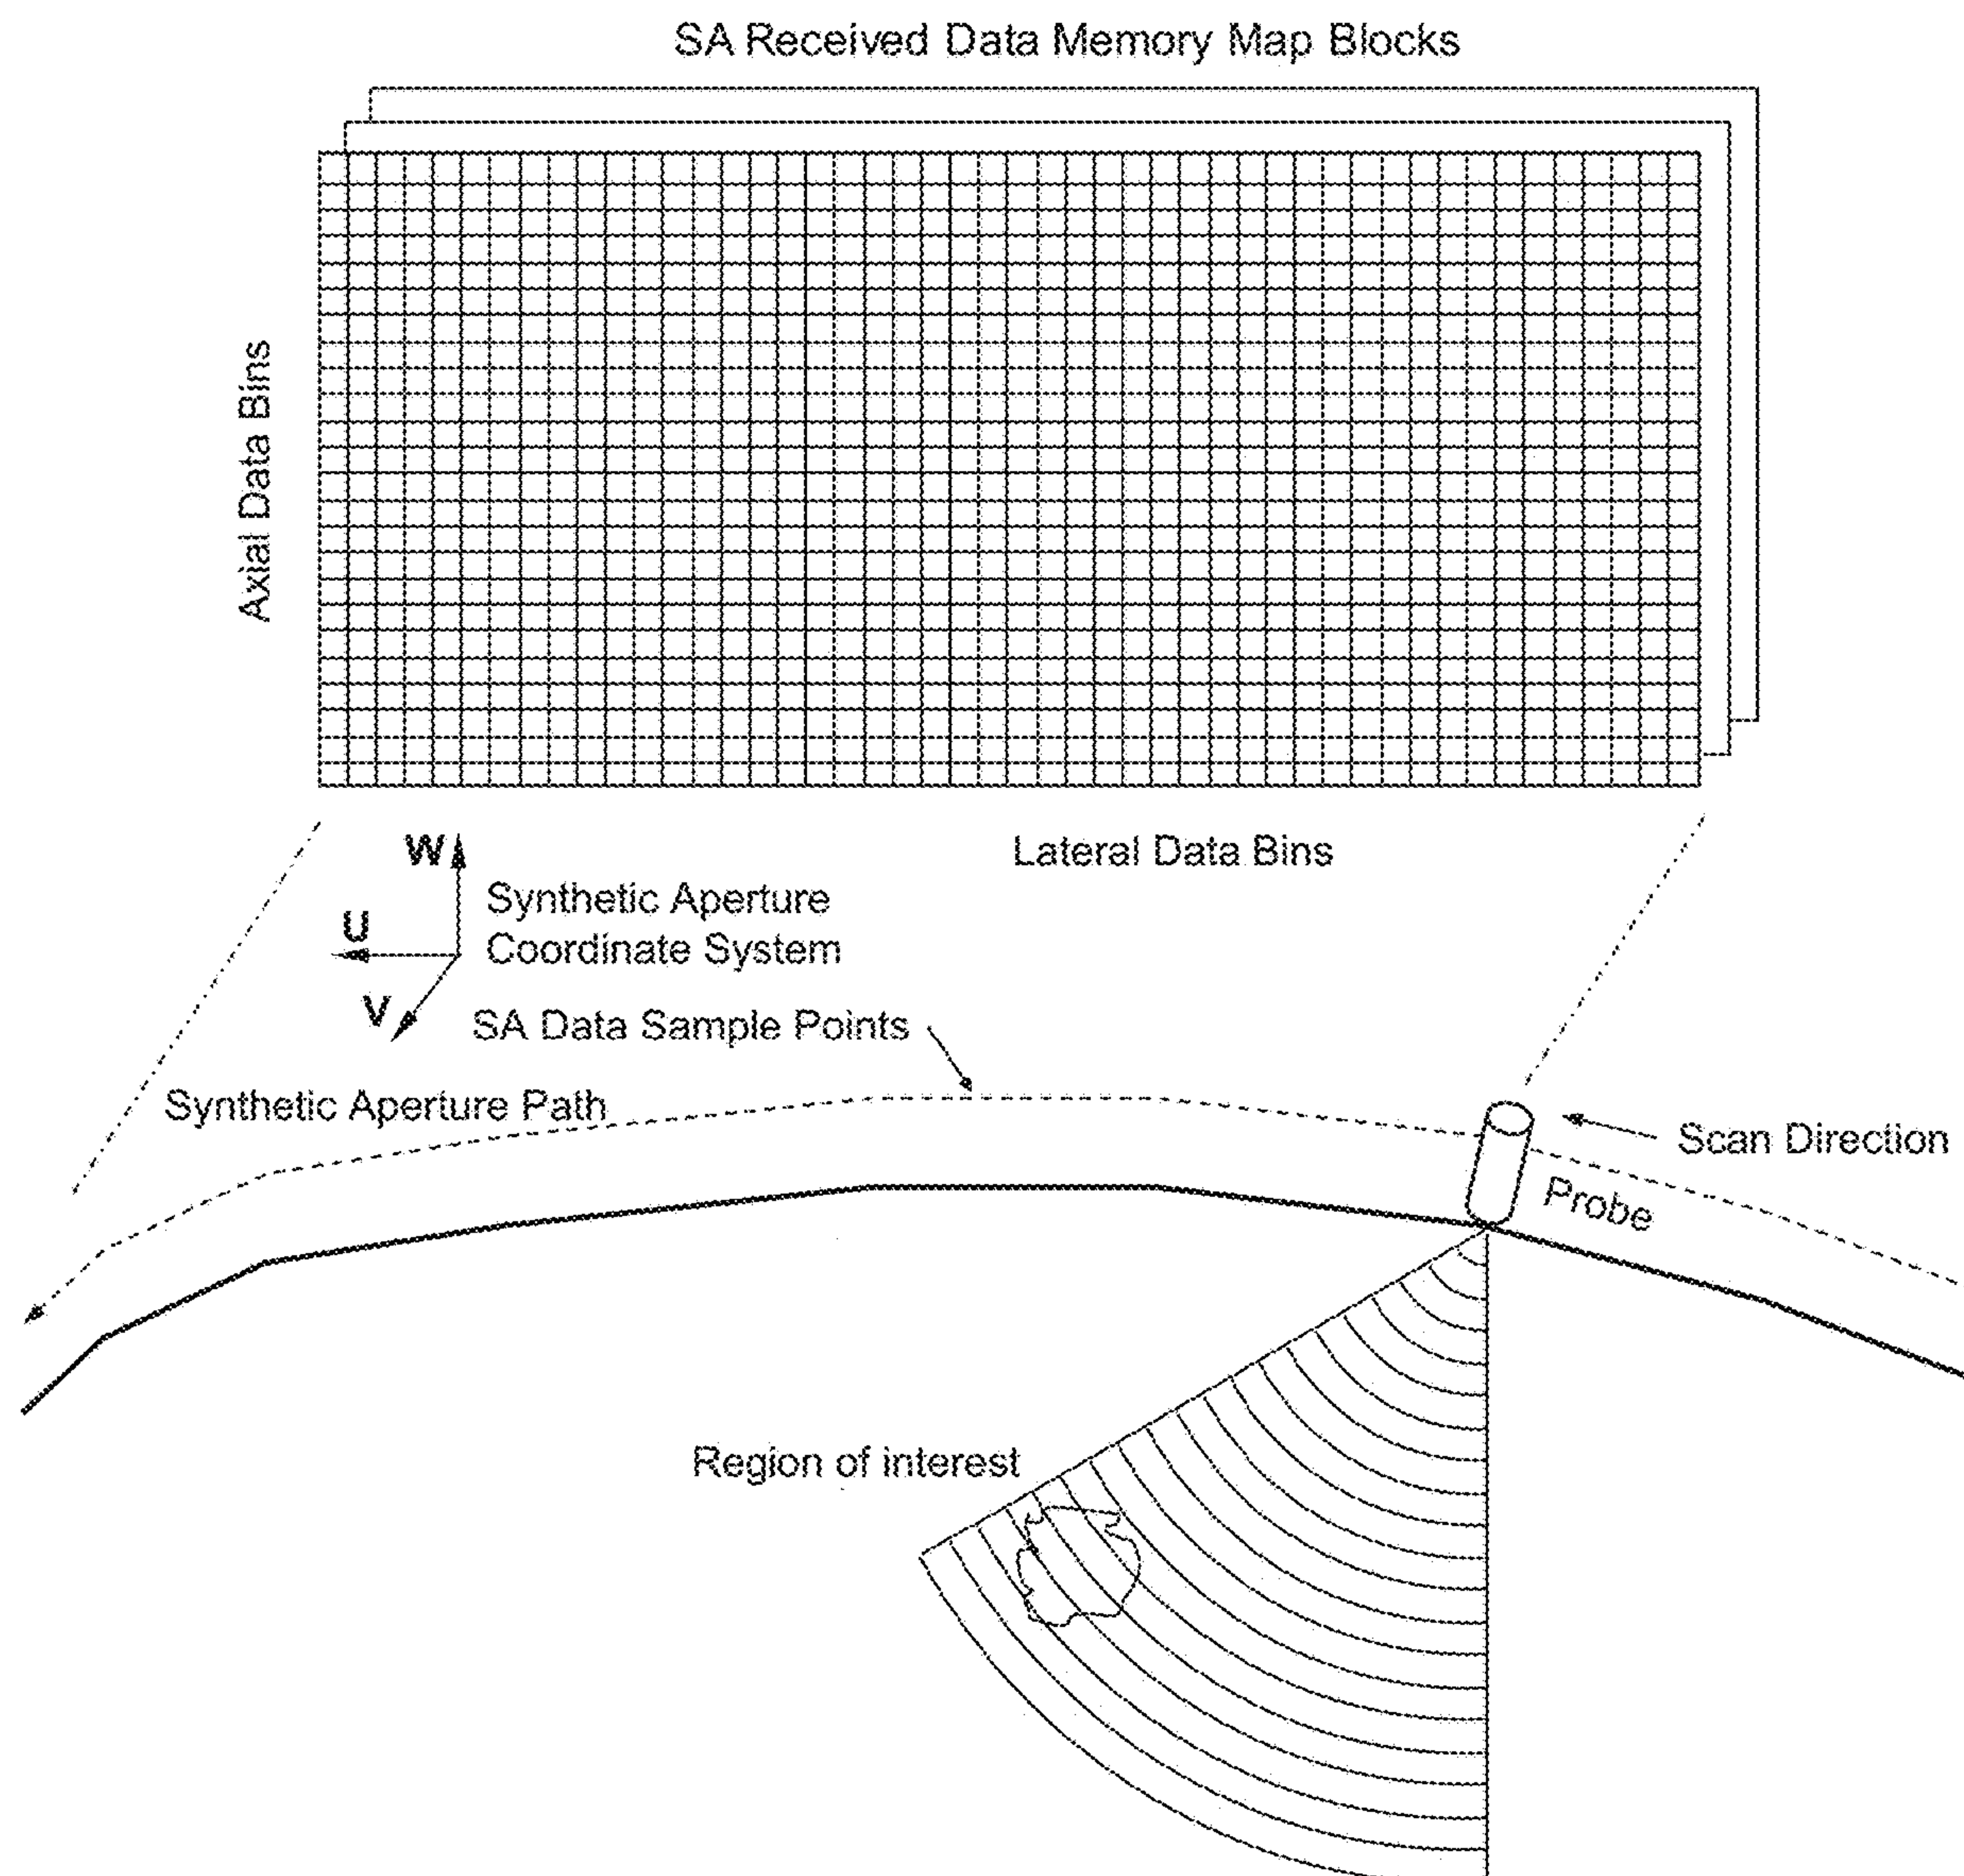 SA Received Data Memory Map Blocks
Axial Data Bins
Lateral Data Bins
W
U
V
Synthetic Aperture
Coordinate System
SA Data Sample Points
Synthetic Aperture Path
Scan Direction
Probe
Region of interest